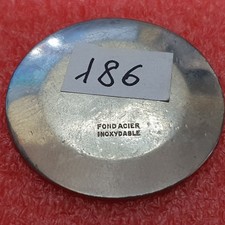 186
FOND ACIER
INOXYDABLE